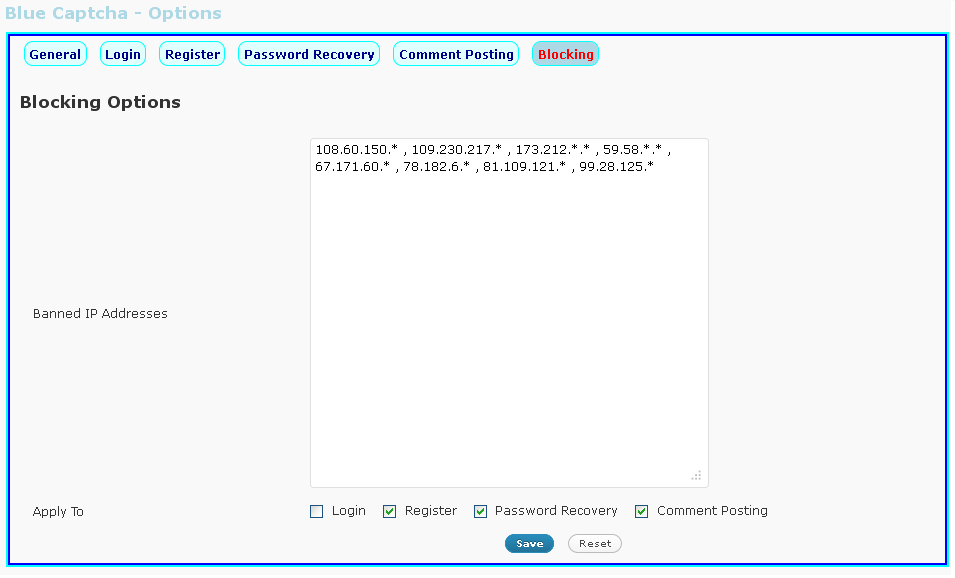 Blue Captcha - Options
General Login Register Password Recovery Comment Posting Blocking
Blocking Options
108.60.150.* , 109.230.217.* , 173.212.*.* , 59.58.*.* ,
67.171.60.* , 78.182.6.* , 81.109.121.* , 99.28.125.*
Banned IP Addresses
Apply To Login Register Password Recovery Comment Posting
Save Reset